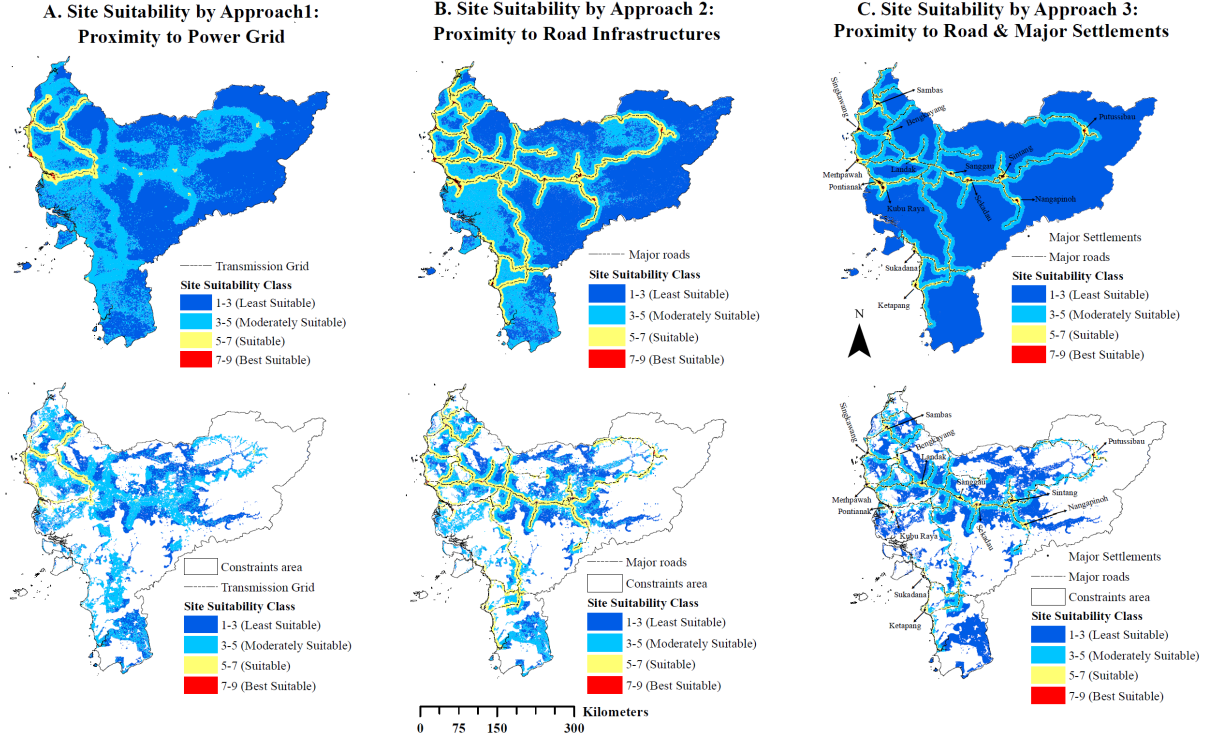 A. Site Suitability by Approach1:
Proximity to Power Grid
B. Site Suitability by Approach 2:
Proximity to Road Infrastructures
C. Site Suitability by Approach 3:
Proximity to Road & Major Settlements
Transmission Grid
Site Suitability Class
1-3 (Least Suitable)
3-5 (Moderately Suitable)
5-7 (Suitable)
7-9 (Best Suitable)
Major roads
Site Suitability Class
1-3 (Least Suitable)
3-5 (Moderately Suitable)
5-7 (Suitable)
7-9 (Best Suitable)
Singkawang
Sambas
Bengkayang
Putussibau
Mempawah
Pontianak
Landak
Sanggau
Sintang
Kubu Raya
Sekadau
Nangapinoh
Sukadana
Ketapang
N
Major Settlements
Major roads
Site Suitability Class
1-3 (Least Suitable)
3-5 (Moderately Suitable)
5-7 (Suitable)
7-9 (Best Suitable)
Constraints area
Transmission Grid
Site Suitability Class
1-3 (Least Suitable)
3-5 (Moderately Suitable)
5-7 (Suitable)
7-9 (Best Suitable)
Major roads
Constraints area
Site Suitability Class
1-3 (Least Suitable)
3-5 (Moderately Suitable)
5-7 (Suitable)
7-9 (Best Suitable)
Kilometers
0 75 150 300
Singkawang
Sambas
Bengkayang
Putussibau
Landak
Sanggau
Mempawah
Pontianak
Sintang
Nangapinoh
Kubu Raya
Sekadau
Sukadana
Ketapang
Major Settlements
Major roads
Constraints area
Site Suitability Class
1-3 (Least Suitable)
3-5 (Moderately Suitable)
5-7 (Suitable)
7-9 (Best Suitable)